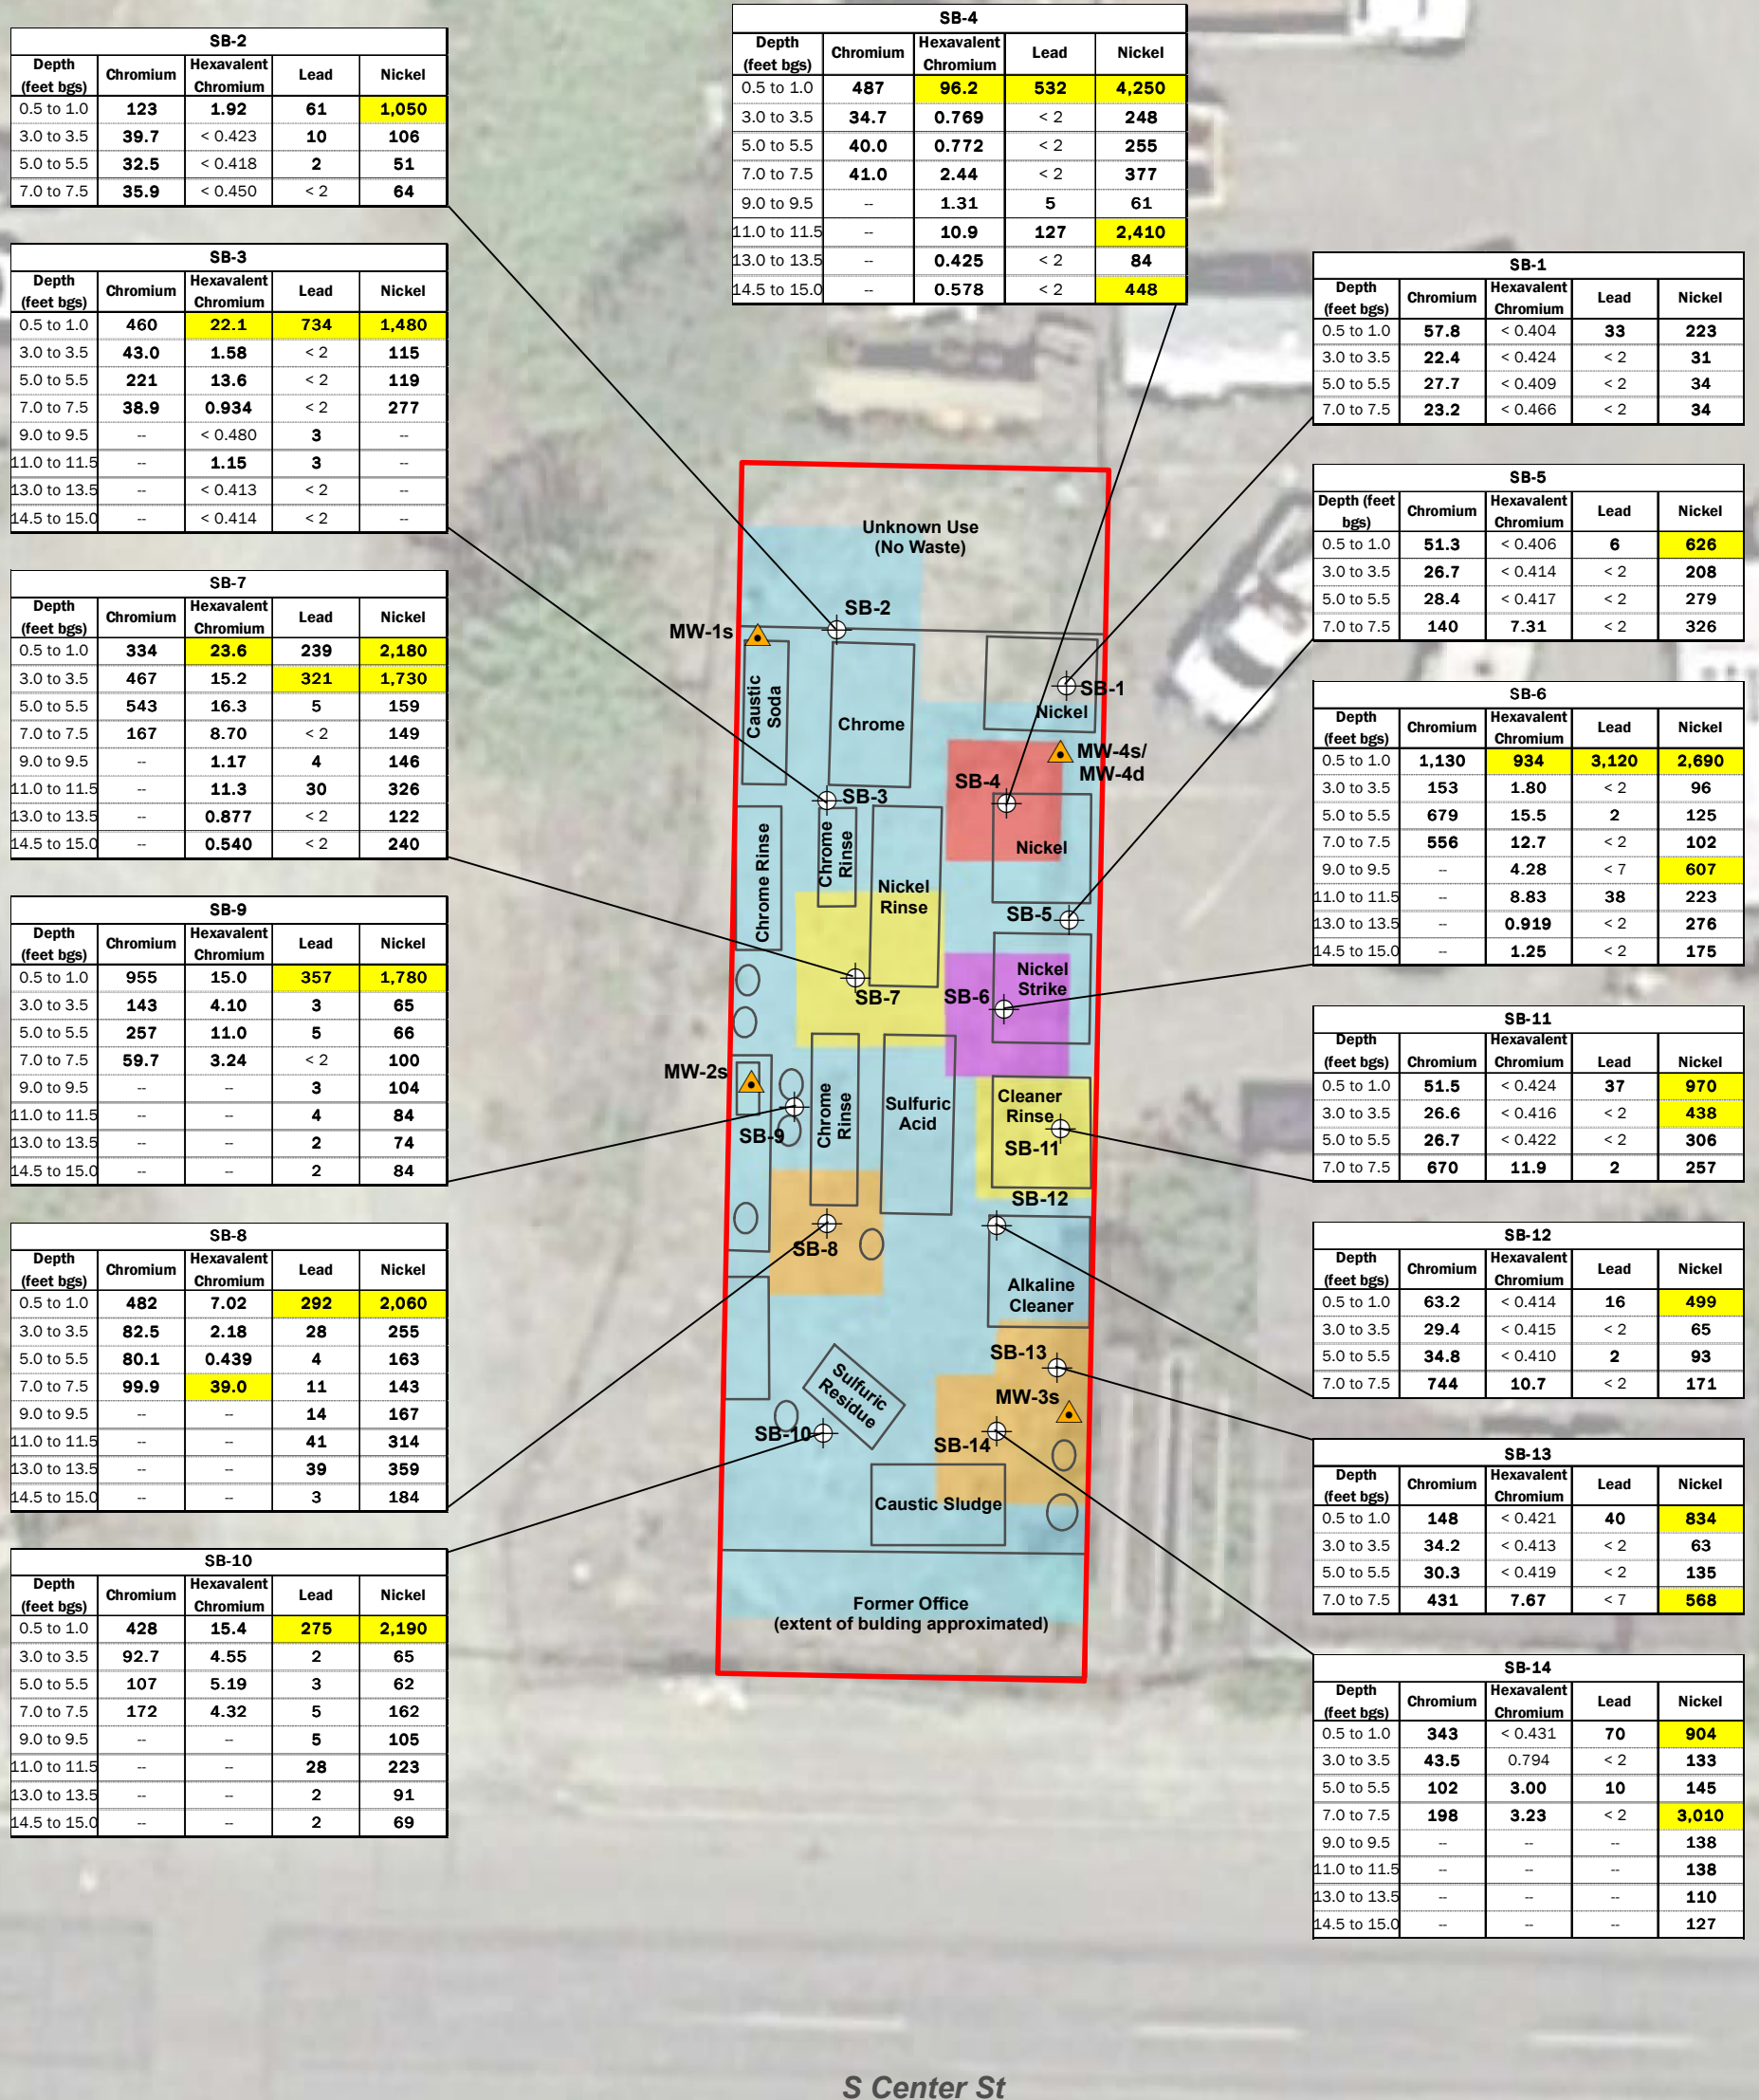 SB-2
Depth (feet bgs) Chromium Hexavalent Chromium Lead Nickel
0.5 to 1.0 123 1.92 61 1,050
3.0 to 3.5 39.7 < 0.423 10 106
5.0 to 5.5 32.5 < 0.418 2 51
7.0 to 7.5 35.9 < 0.450 < 2 64
SB-3
Depth (feet bgs) Chromium Hexavalent Chromium Lead Nickel
0.5 to 1.0 460 22.1 734 1,480
3.0 to 3.5 43.0 1.58 < 2 115
5.0 to 5.5 221 13.6 < 2 119
7.0 to 7.5 38.9 0.934 < 2 277
9.0 to 9.5 -- < 0.480 3 --
11.0 to 11.5 -- 1.15 3 --
13.0 to 13.5 -- < 0.413 < 2 --
14.5 to 15.0 -- < 0.414 < 2 --
SB-7
Depth (feet bgs) Chromium Hexavalent Chromium Lead Nickel
0.5 to 1.0 334 23.6 239 2,180
3.0 to 3.5 467 15.2 321 1,730
5.0 to 5.5 543 16.3 5 159
7.0 to 7.5 167 8.70 < 2 149
9.0 to 9.5 -- 1.17 4 146
11.0 to 11.5 -- 11.3 30 326
13.0 to 13.5 -- 0.877 < 2 122
14.5 to 15.0 -- 0.540 < 2 240
SB-9
Depth (feet bgs) Chromium Hexavalent Chromium Lead Nickel
0.5 to 1.0 955 15.0 357 1,780
3.0 to 3.5 143 4.10 3 65
5.0 to 5.5 257 11.0 5 66
7.0 to 7.5 59.7 3.24 < 2 100
9.0 to 9.5 -- -- 3 104
11.0 to 11.5 -- -- 4 84
13.0 to 13.5 -- -- 2 74
14.5 to 15.0 -- -- 2 84
SB-8
Depth (feet bgs) Chromium Hexavalent Chromium Lead Nickel
0.5 to 1.0 482 7.02 292 2,060
3.0 to 3.5 82.5 2.18 28 255
5.0 to 5.5 80.1 0.439 4 163
7.0 to 7.5 99.9 39.0 11 143
9.0 to 9.5 -- -- 14 167
11.0 to 11.5 -- -- 41 314
13.0 to 13.5 -- -- 39 359
14.5 to 15.0 -- -- 3 184
SB-10
Depth (feet bgs) Chromium Hexavalent Chromium Lead Nickel
0.5 to 1.0 428 15.4 275 2,190
3.0 to 3.5 92.7 4.55 2 65
5.0 to 5.5 107 5.19 3 62
7.0 to 7.5 172 4.32 5 162
9.0 to 9.5 -- -- 5 105
11.0 to 11.5 -- -- 28 223
13.0 to 13.5 -- -- 2 91
14.5 to 15.0 -- -- 2 69
SB-4
Depth (feet bgs) Chromium Hexavalent Chromium Lead Nickel
0.5 to 1.0 487 96.2 532 4,250
3.0 to 3.5 34.7 0.769 < 2 248
5.0 to 5.5 40.0 0.772 < 2 255
7.0 to 7.5 41.0 2.44 < 2 377
9.0 to 9.5 -- 1.31 5 61
11.0 to 11.5 -- 10.9 127 2,410
13.0 to 13.5 -- 0.425 < 2 84
14.5 to 15.0 -- 0.578 < 2 448
Unknown Use
(No Waste)
SB-2
MW-1s
Caustic
Soda
Chrome
SB-1
Nickel
MW-4s/
MW-4d
SB-4
SB-3
Nickel
Chrome Rinse
Chrome
Rinse
Nickel
Rinse
SB-5
Nickel
Strike
SB-6
SB-7
MW-2s
SB-9
Chrome
Rinse
Sulfuric
Acid
Cleaner
Rinse
SB-11
SB-12
SB-8
Alkaline
Cleaner
SB-13
MW-3s
Sulfuric
Residue
SB-10
SB-14
Caustic Sludge
Former Office
(extent of bulding approximated)
SB-1
Depth (feet bgs) Chromium Hexavalent Chromium Lead Nickel
0.5 to 1.0 57.8 < 0.404 33 223
3.0 to 3.5 22.4 < 0.424 < 2 31
5.0 to 5.5 27.7 < 0.409 < 2 34
7.0 to 7.5 23.2 < 0.466 < 2 34
SB-5
Depth (feet bgs) Chromium Hexavalent Chromium Lead Nickel
0.5 to 1.0 51.3 < 0.406 6 626
3.0 to 3.5 26.7 < 0.414 < 2 208
5.0 to 5.5 28.4 < 0.417 < 2 279
7.0 to 7.5 140 7.31 < 2 326
SB-6
Depth (feet bgs) Chromium Hexavalent Chromium Lead Nickel
0.5 to 1.0 1,130 934 3,120 2,690
3.0 to 3.5 153 1.80 < 2 96
5.0 to 5.5 679 15.5 2 125
7.0 to 7.5 556 12.7 < 2 102
9.0 to 9.5 -- 4.28 < 7 607
11.0 to 11.5 -- 8.83 38 223
13.0 to 13.5 -- 0.919 < 2 276
14.5 to 15.0 -- 1.25 < 2 175
SB-11
Depth (feet bgs) Chromium Hexavalent Chromium Lead Nickel
0.5 to 1.0 51.5 < 0.424 37 970
3.0 to 3.5 26.6 < 0.416 < 2 438
5.0 to 5.5 26.7 < 0.422 < 2 306
7.0 to 7.5 670 11.9 2 257
SB-12
Depth (feet bgs) Chromium Hexavalent Chromium Lead Nickel
0.5 to 1.0 63.2 < 0.414 16 499
3.0 to 3.5 29.4 < 0.415 < 2 65
5.0 to 5.5 34.8 < 0.410 2 93
7.0 to 7.5 744 10.7 < 2 171
SB-13
Depth (feet bgs) Chromium Hexavalent Chromium Lead Nickel
0.5 to 1.0 148 < 0.421 40 834
3.0 to 3.5 34.2 < 0.413 < 2 63
5.0 to 5.5 30.3 < 0.419 < 2 135
7.0 to 7.5 431 7.67 < 7 568
SB-14
Depth (feet bgs) Chromium Hexavalent Chromium Lead Nickel
0.5 to 1.0 343 < 0.431 70 904
3.0 to 3.5 43.5 0.794 < 2 133
5.0 to 5.5 102 3.00 10 145
7.0 to 7.5 198 3.23 < 2 3,010
9.0 to 9.5 -- -- -- 138
11.0 to 11.5 -- -- -- 138
13.0 to 13.5 -- -- -- 110
14.5 to 15.0 -- -- -- 127
S Center St